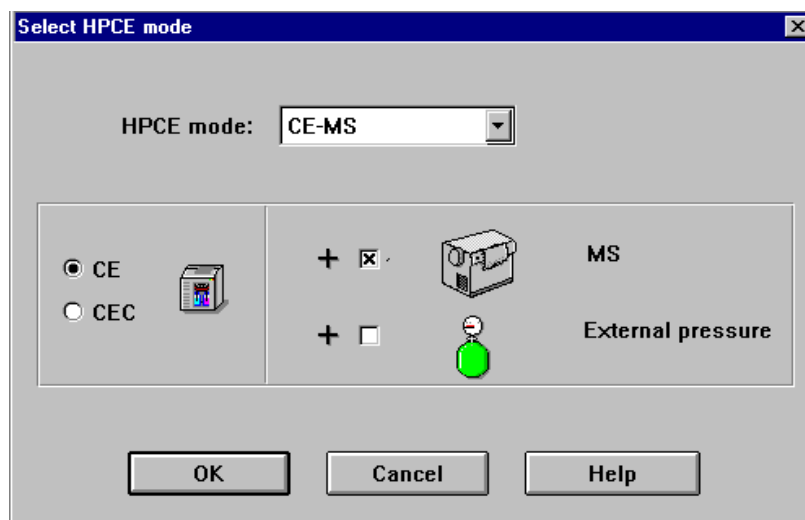 Select HPCE mode
HPCE mode: CE-MS
CE
CEC
MS
External pressure
OK Cancel Help